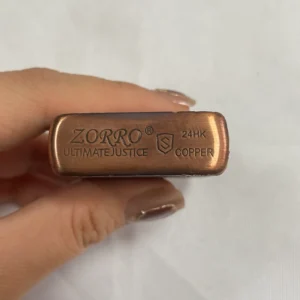 ZORRO®
ULTIMATEJUSTICE
S
24HK
COPPER